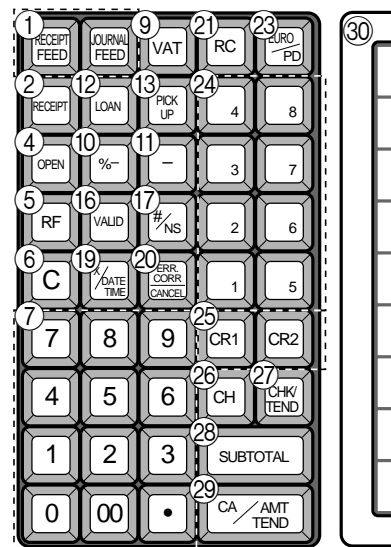 1 9 21 23 30
RECEIPT FEED JOURNAL FEED VAT RC EURO/PD
2 12 13 24
RECEIPT LOAN PICK UP 4 8
4 10 11
OPEN %− − 3 7
5 16 17
RF VALID #/NS 2 6
6 19 20
C X/DATE TIME ERR. CORR CANCEL 1 5
7 25
7 8 9 CR1 CR2
26 27
4 5 6 CH CHK/TEND
28
1 2 3 SUBTOTAL
29
0 00 • CA/AMT TEND